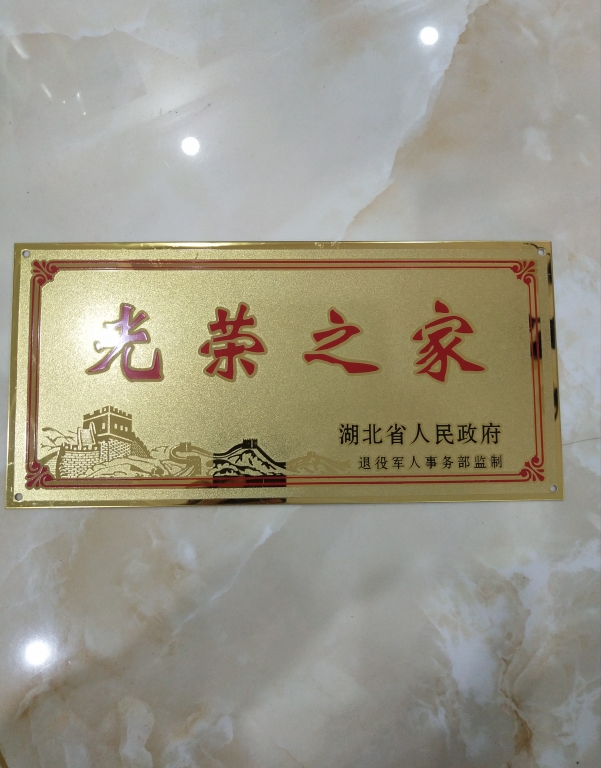 光荣之家
湖北省人民政府
退役军人事务部监制